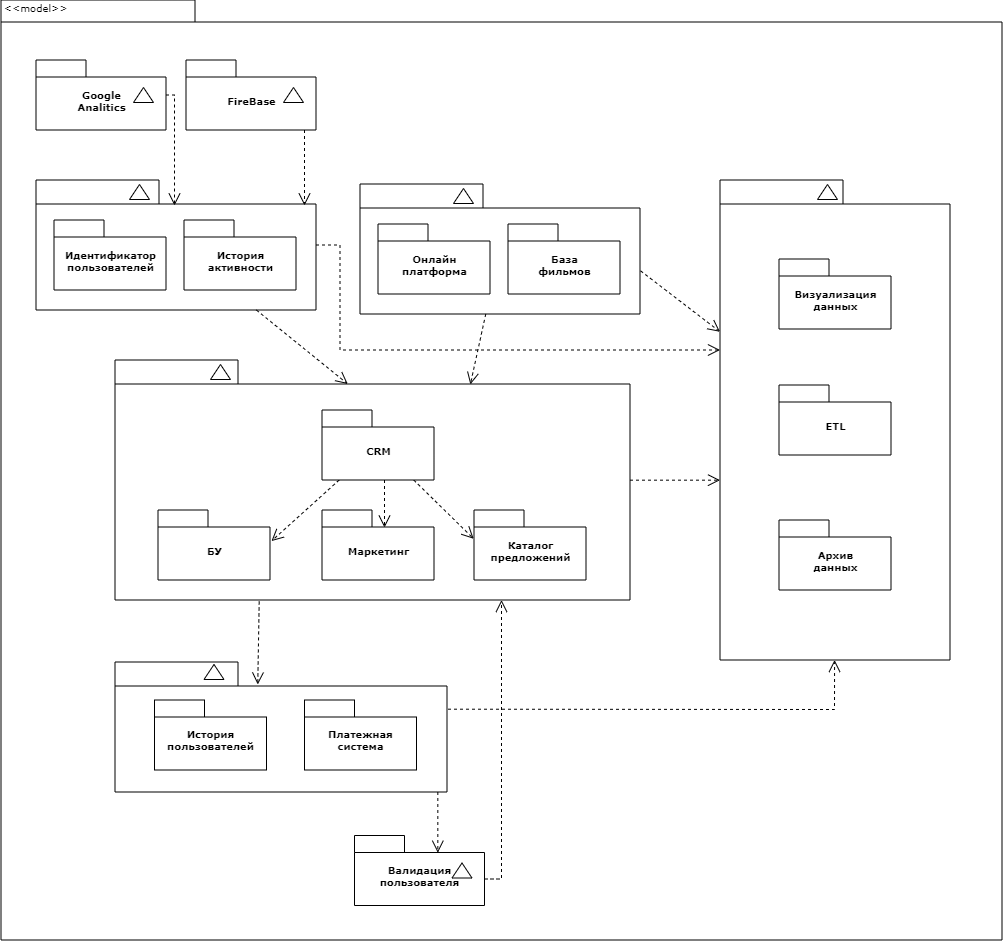 <<model>>
Google
Analitics
FireBase
Идентификатор
пользователей
История
активности
Онлайн
платформа
База
фильмов
Визуализация
данных
CRM
ETL
БУ
Маркетинг
Каталог
предложений
Архив
данных
История
пользователей
Платежная
система
Валидация
пользователя